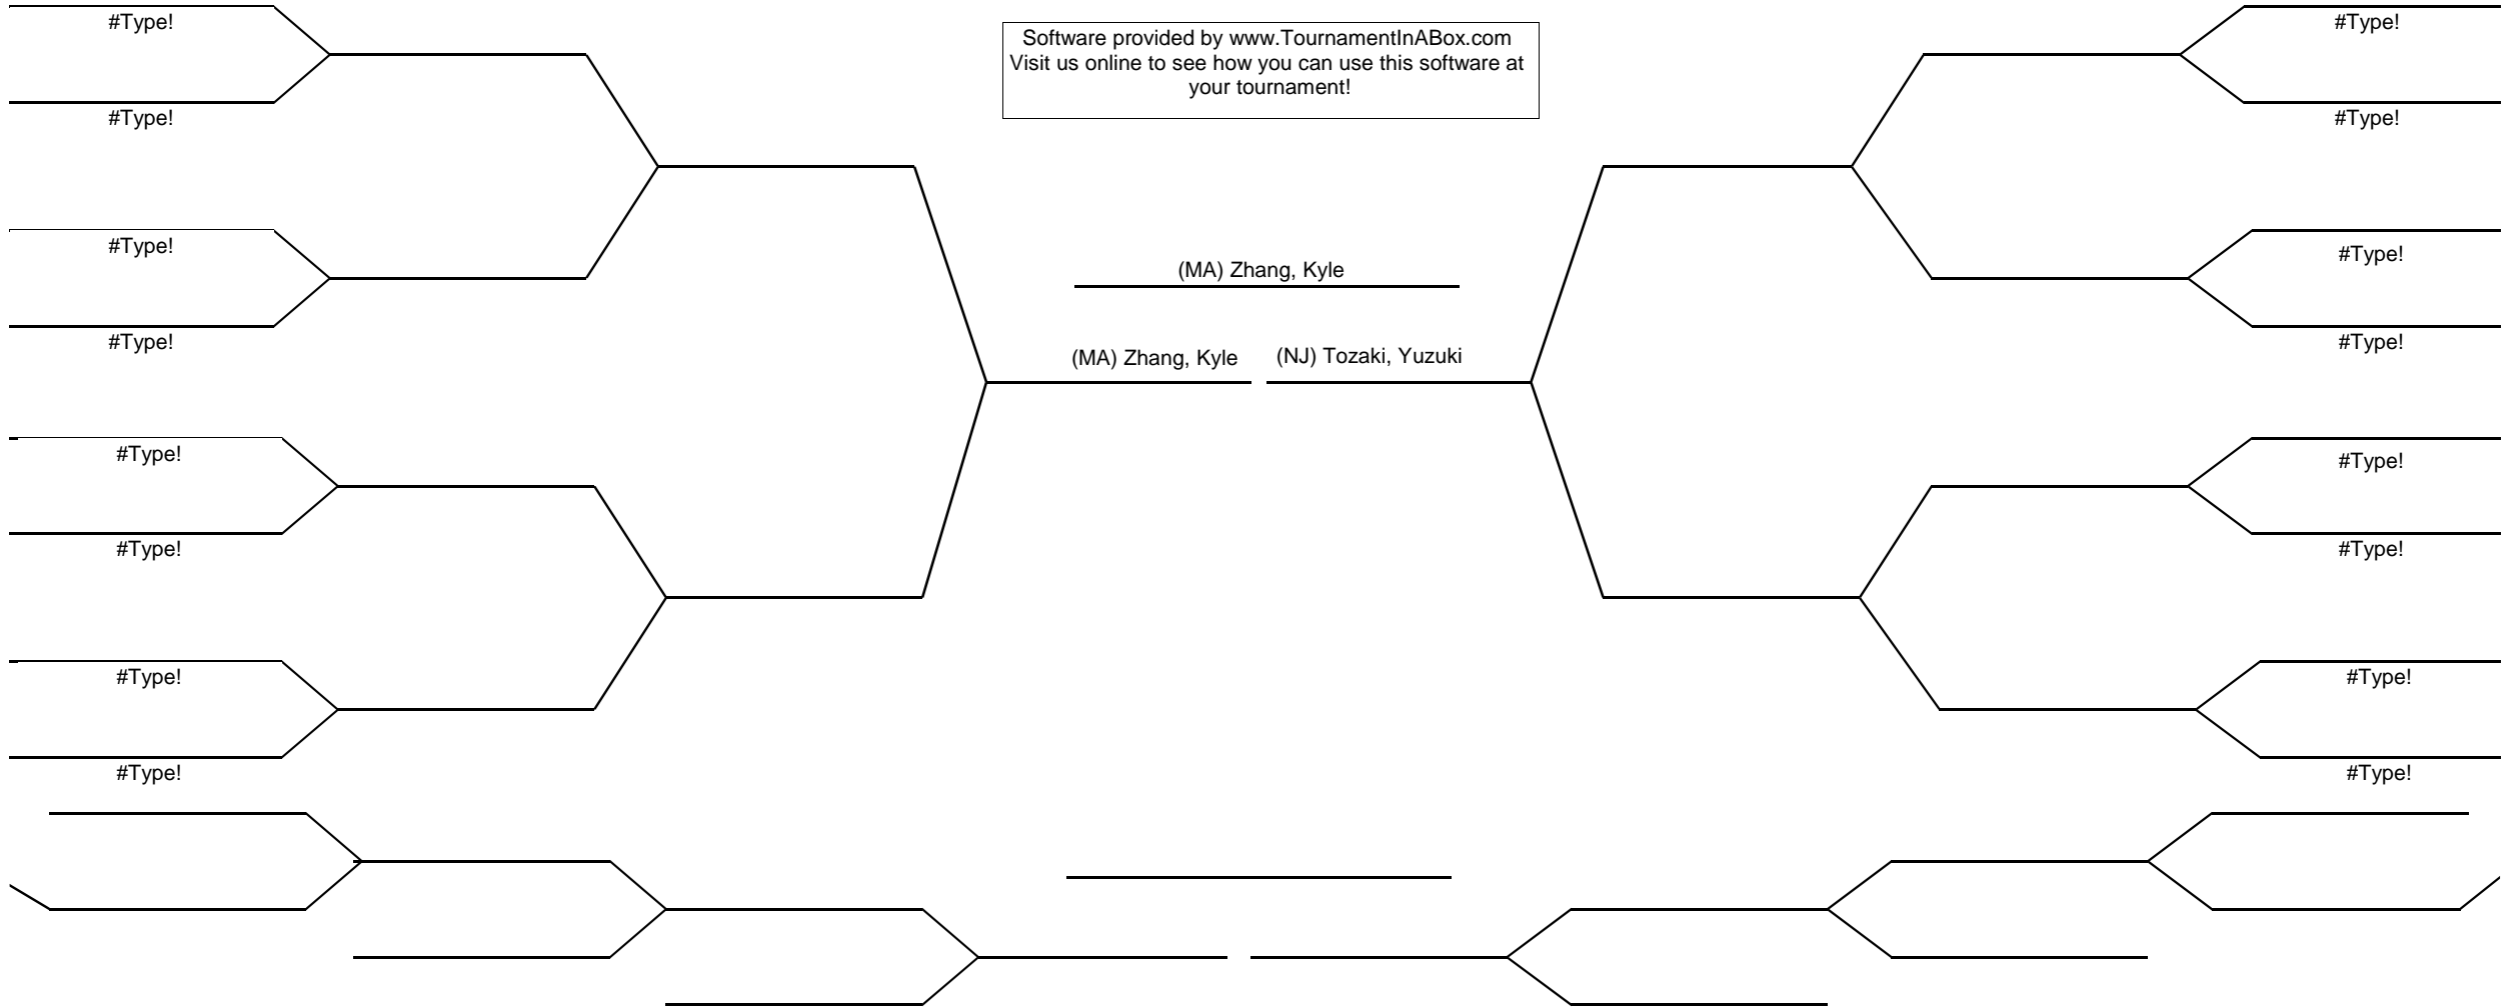 #Type!
#Type!
Software provided by www.TournamentInABox.com
Visit us online to see how you can use this software at
your tournament!
#Type!
#Type!
#Type!
#Type!
(MA) Zhang, Kyle
#Type!
#Type!
(MA) Zhang, Kyle
(NJ) Tozaki, Yuzuki
#Type!
#Type!
#Type!
#Type!
#Type!
#Type!
#Type!
#Type!